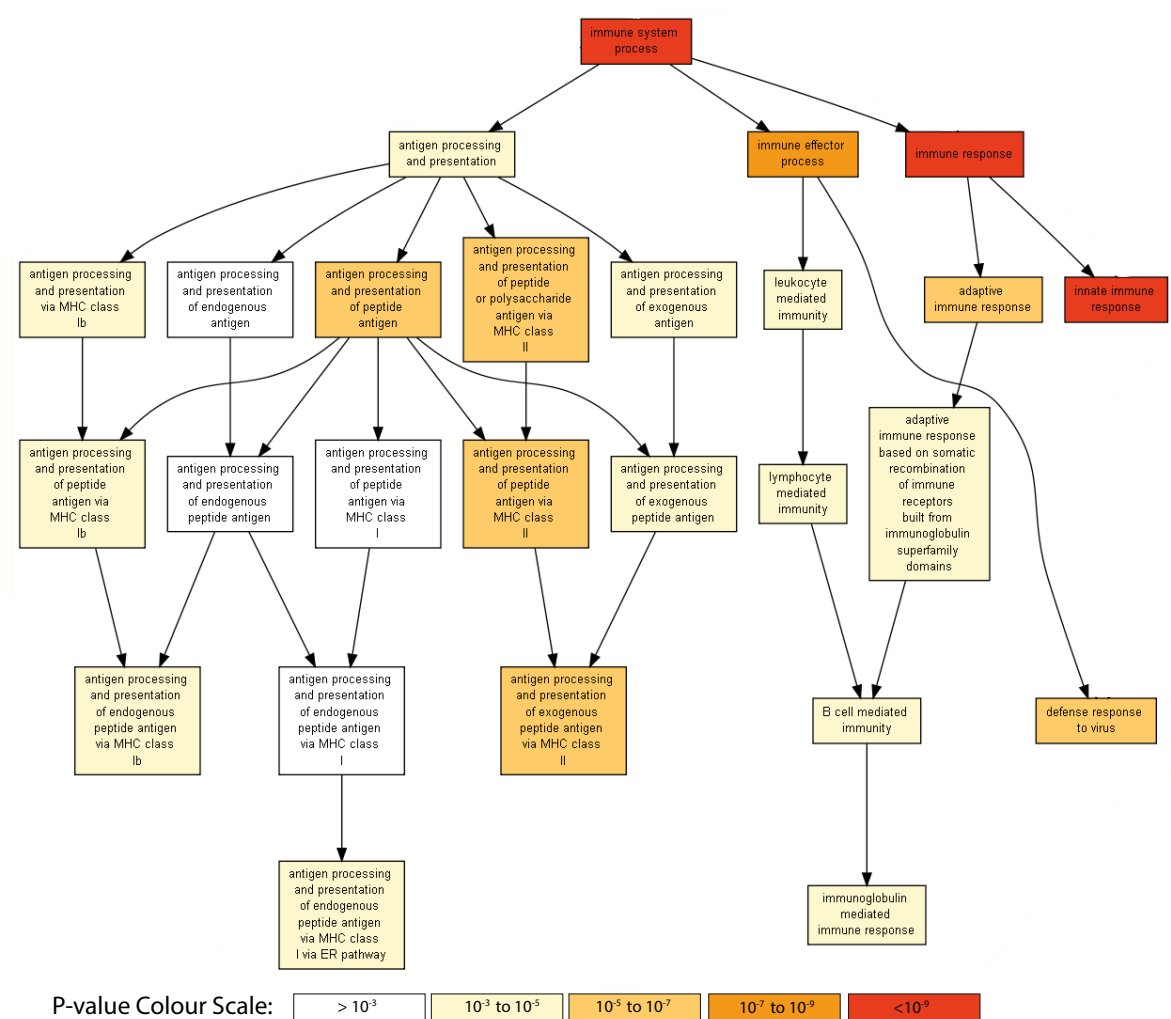 immune system
process
antigen processing
and presentation
immune effector
process
immune response
antigen processing
and presentation
via MHC class
Ib
antigen processing
and presentation
of endogenous
antigen
antigen processing
and presentation
of peptide
antigen
antigen processing
and presentation
of peptide
or polysaccharide
antigen via
MHC class
II
antigen processing
and presentation
of exogenous
antigen
leukocyte
mediated
immunity
adaptive
immune response
innate immune
response
antigen processing
and presentation
of peptide
antigen via
MHC class
Ib
antigen processing
and presentation
of endogenous
peptide antigen
antigen processing
and presentation
of peptide
antigen via
MHC class
I
antigen processing
and presentation
of peptide
antigen via
MHC class
II
antigen processing
and presentation
of exogenous
peptide antigen
lymphocyte
mediated
immunity
adaptive
immune response
based on somatic
recombination
of immune
receptors
built from
immunoglobulin
superfamily
domains
antigen processing
and presentation
of endogenous
peptide antigen
via MHC class
Ib
antigen processing
and presentation
of endogenous
peptide antigen
via MHC class
I
antigen processing
and presentation
of exogenous
peptide antigen
via MHC class
II
B cell mediated
immunity
defense response
to virus
antigen processing
and presentation
of endogenous
peptide antigen
via MHC class
I via ER pathway
immunoglobulin
mediated
immune response
P-value Colour Scale: > 10⁻³ 10⁻³ to 10⁻⁵ 10⁻⁵ to 10⁻⁷ 10⁻⁷ to 10⁻⁹ <10⁻⁹